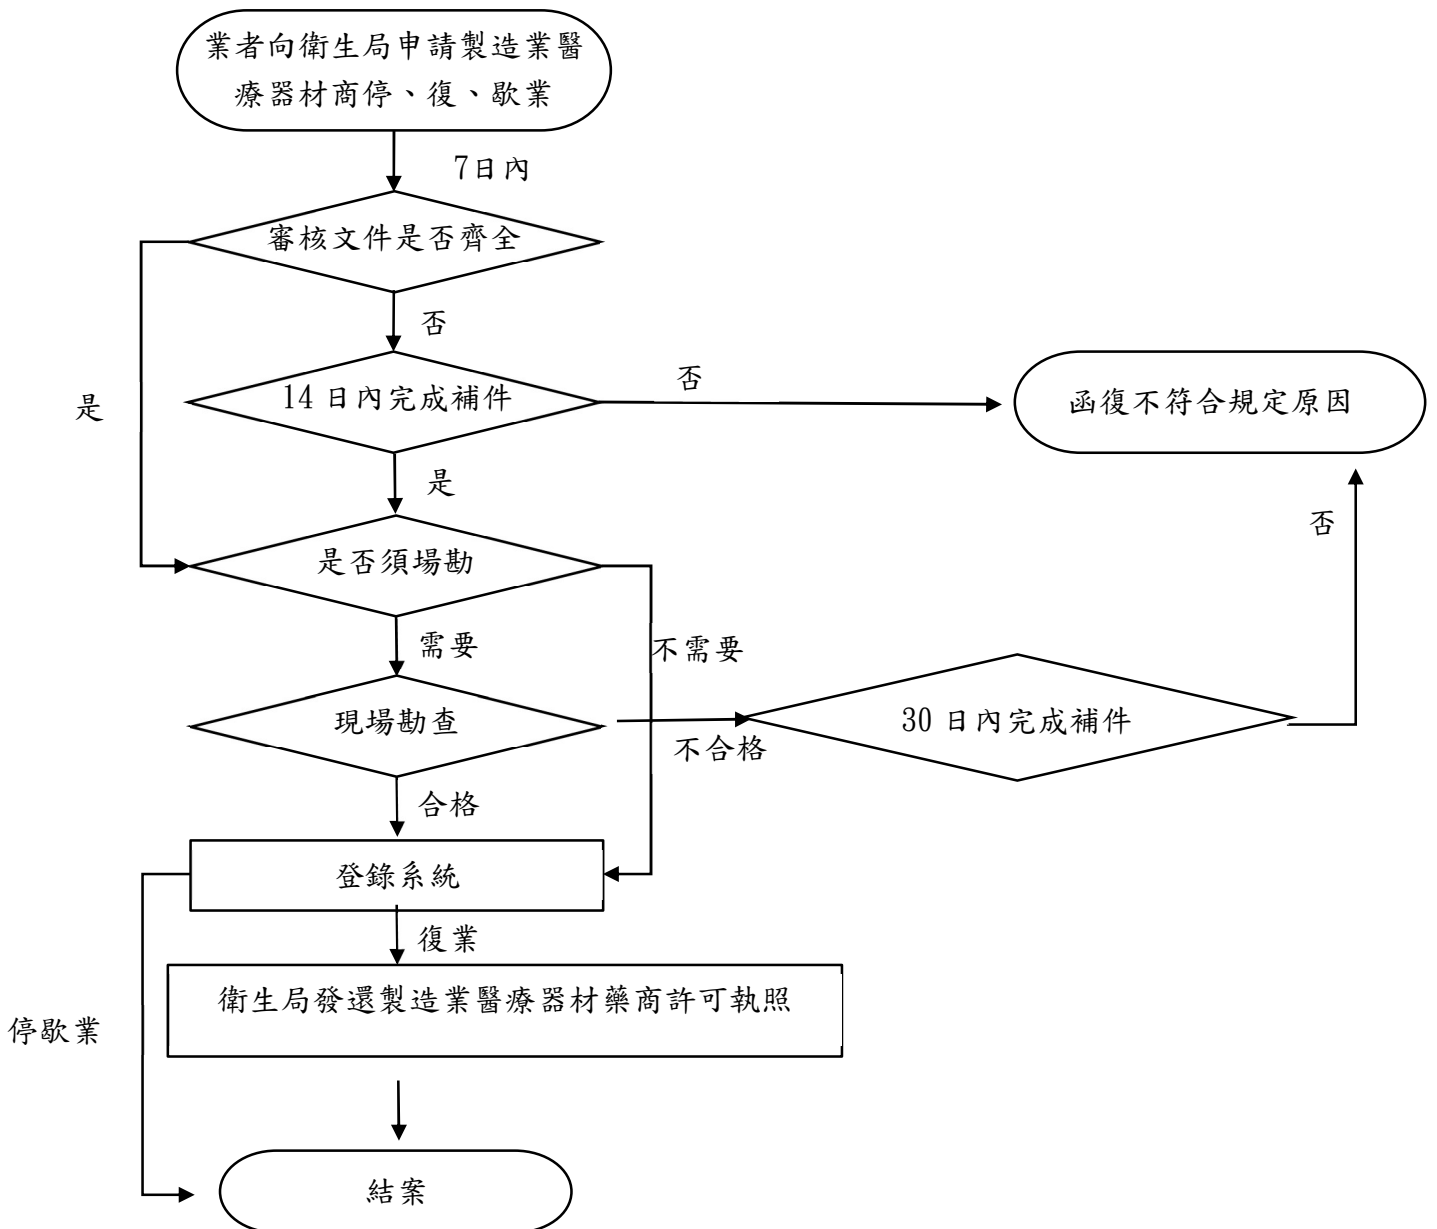 業者向衛生局申請製造業醫
療器材商停、復、歇業
7日內
審核文件是否齊全
否
是
14 日內完成補件
否
函復不符合規定原因
是
否
是否須場勘
需要
不需要
現場勘查
不合格
30 日內完成補件
合格
登錄系統
復業
衛生局發還製造業醫療器材藥商許可執照
停歇業
結案